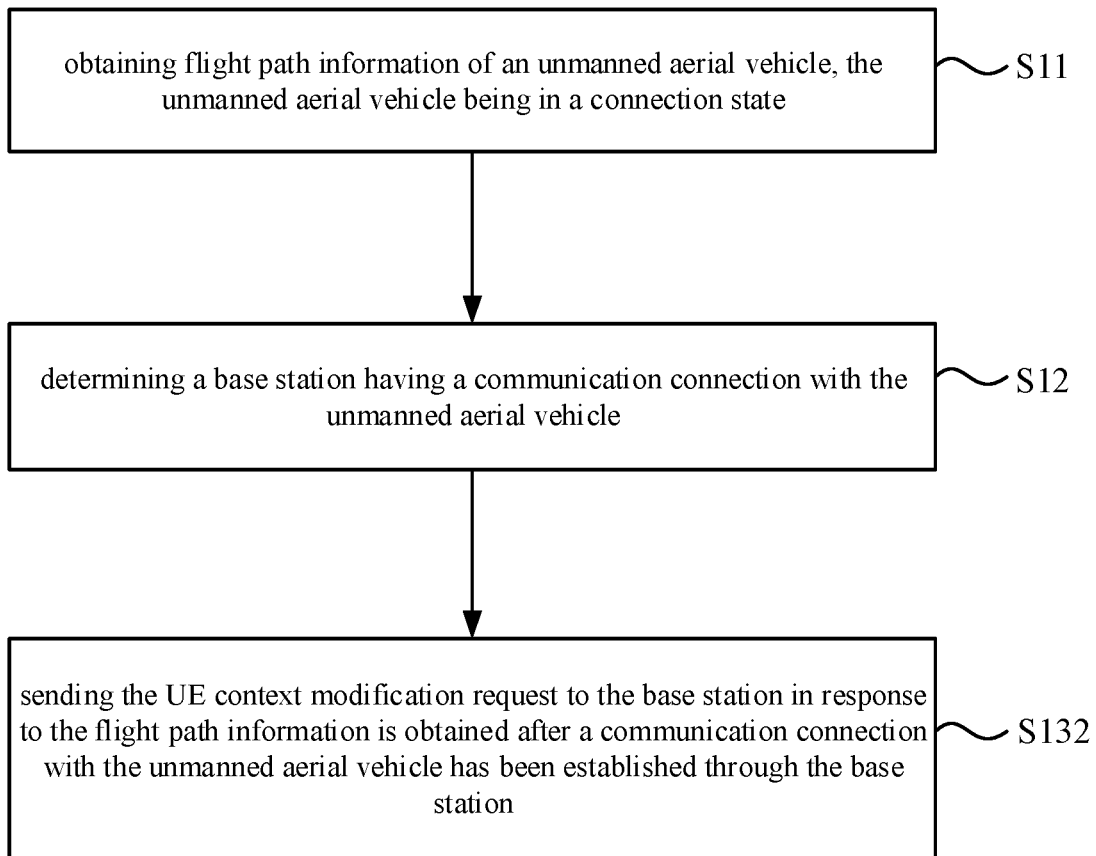 obtaining flight path information of an unmanned aerial vehicle, the
unmanned aerial vehicle being in a connection state
S11
determining a base station having a communication connection with the
unmanned aerial vehicle
S12
sending the UE context modification request to the base station in response
to the flight path information is obtained after a communication connection
with the unmanned aerial vehicle has been established through the base
station
S132